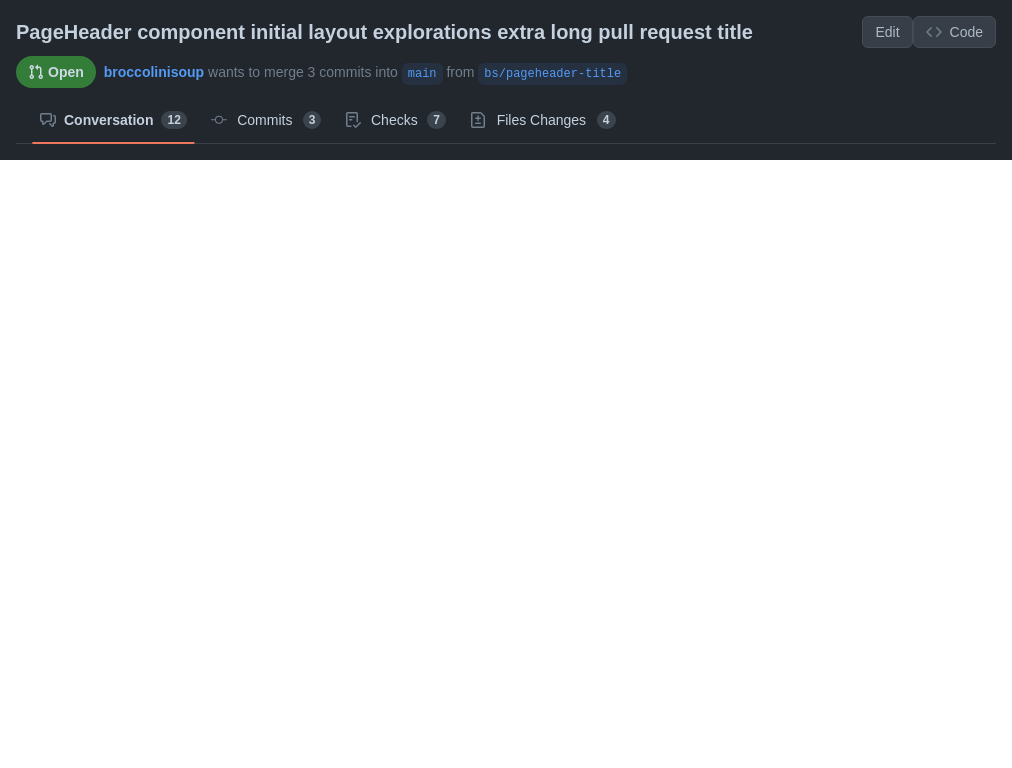 PageHeader component initial layout explorations extra long pull request title
Edit
Code
Open
broccolinisoup wants to merge 3 commits into main from bs/pageheader-title
Conversation 12
Commits 3
Checks 7
Files Changes 4